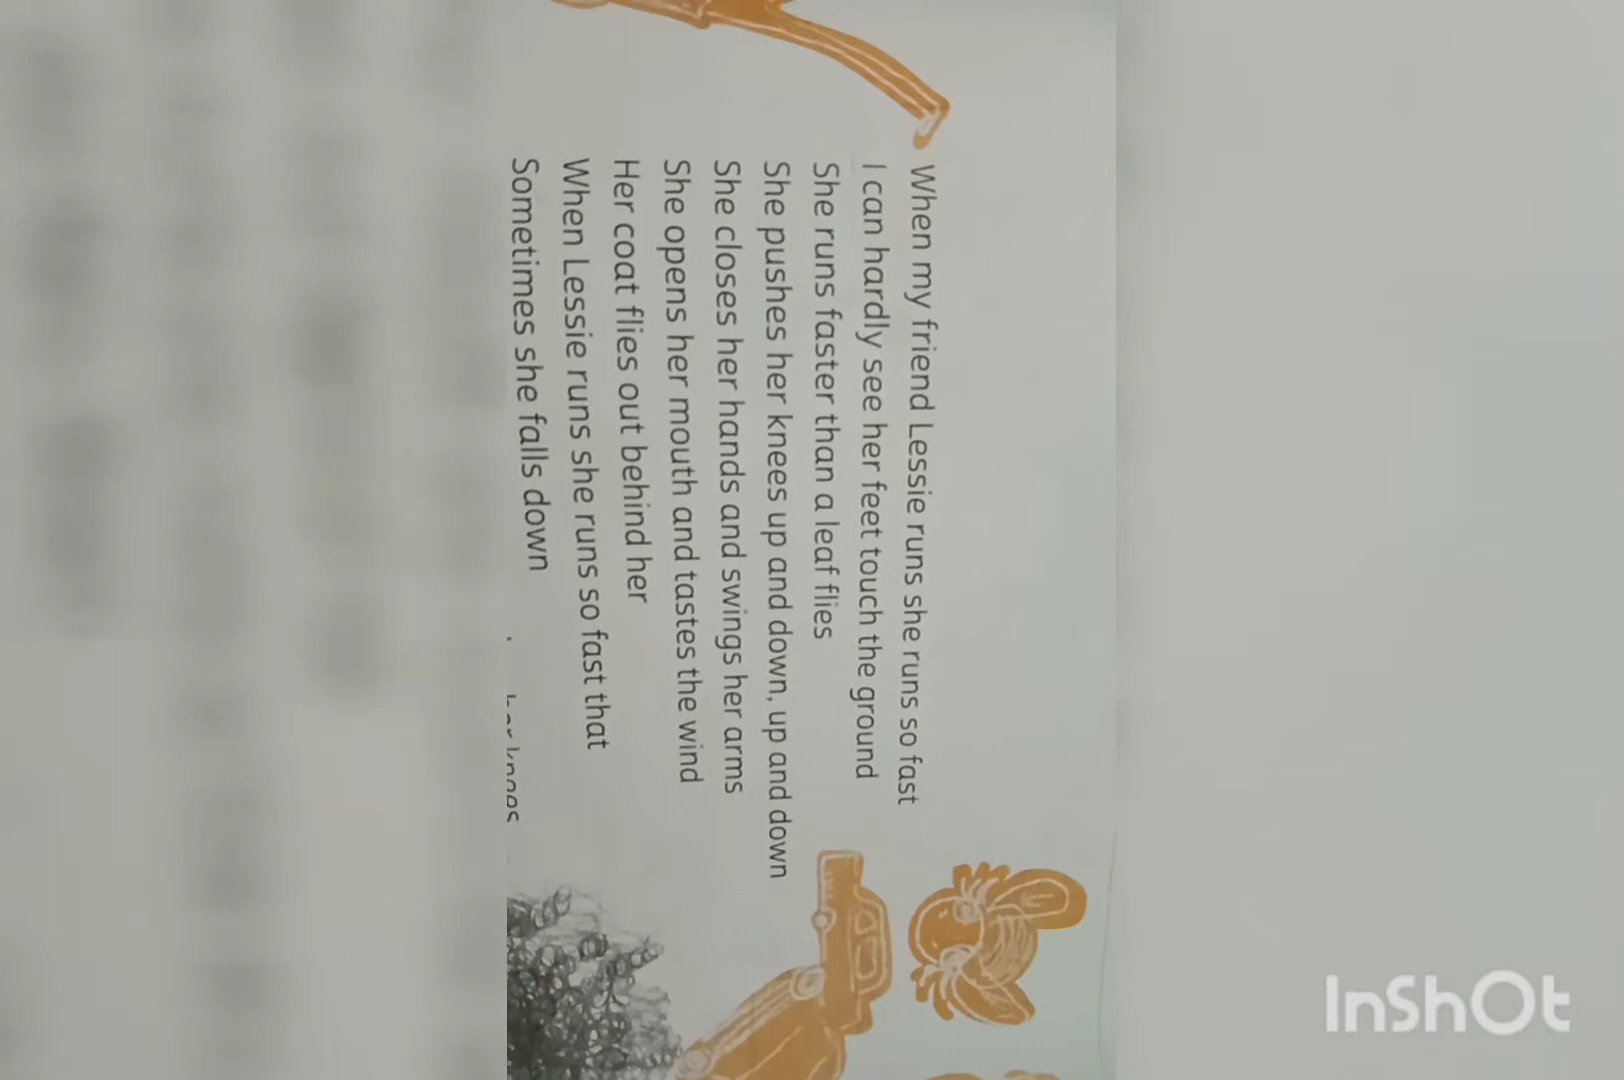 When my friend Lessie runs she runs so fast
I can hardly see her feet touch the ground
She runs faster than a leaf flies
She pushes her knees up and down, up and down
She closes her hands and swings her arms
She opens her mouth and tastes the wind
Her coat flies out behind her
When Lessie runs she runs so fast that
Sometimes she falls down
her knees
InShOt